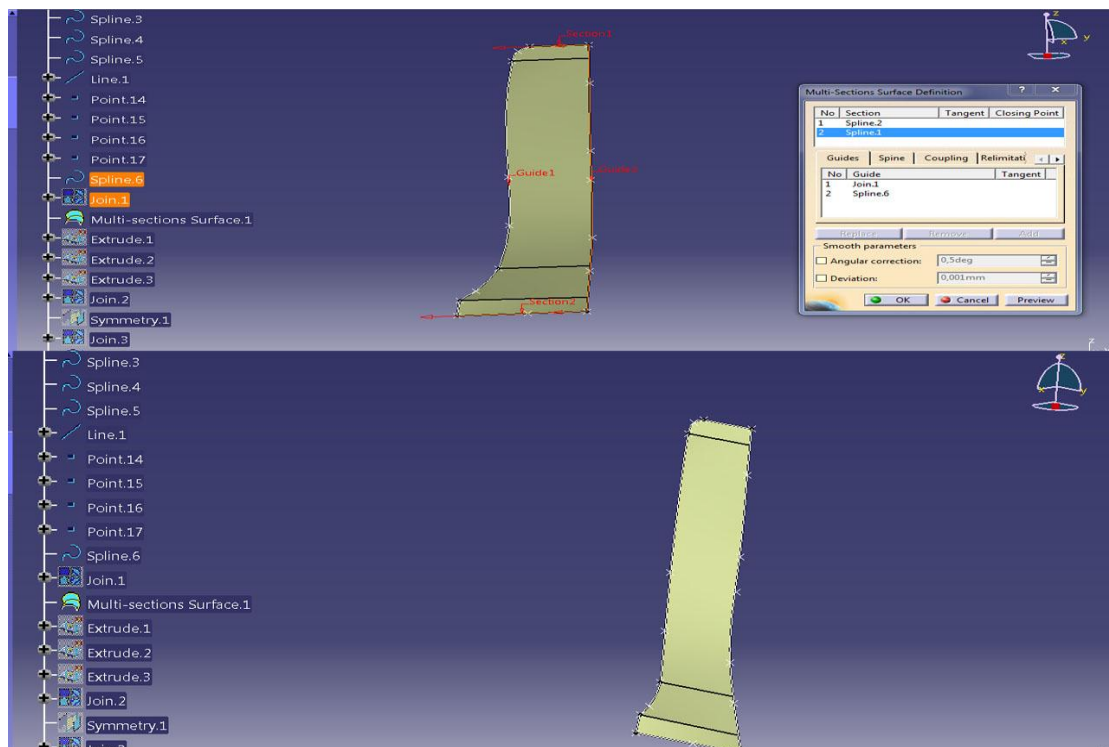 Spline.3
Spline.4
Spline.5
Line.1
Point.14
Point.15
Point.16
Point.17
Spline.6
Join.1
Multi-sections Surface.1
Extrude.1
Extrude.2
Extrude.3
Join.2
Symmetry.1
Join.3
Section1
Guide1
Section2
z
y
x
Multi-Sections Surface Definition
No Section Tangent Closing Point
1 Spline.2
2 Spline.1
Guides Spine Coupling Relimitati
No Guide Tangent
1 Join.1
2 Spline.6
Replace Remove Add
Smooth parameters
Angular correction: 0,5deg
Deviation: 0,001mm
OK Cancel Preview
z
Spline.3
Spline.4
Spline.5
Line.1
Point.14
Point.15
Point.16
Point.17
Spline.6
Join.1
Multi-sections Surface.1
Extrude.1
Extrude.2
Extrude.3
Join.2
Symmetry.1
z
y